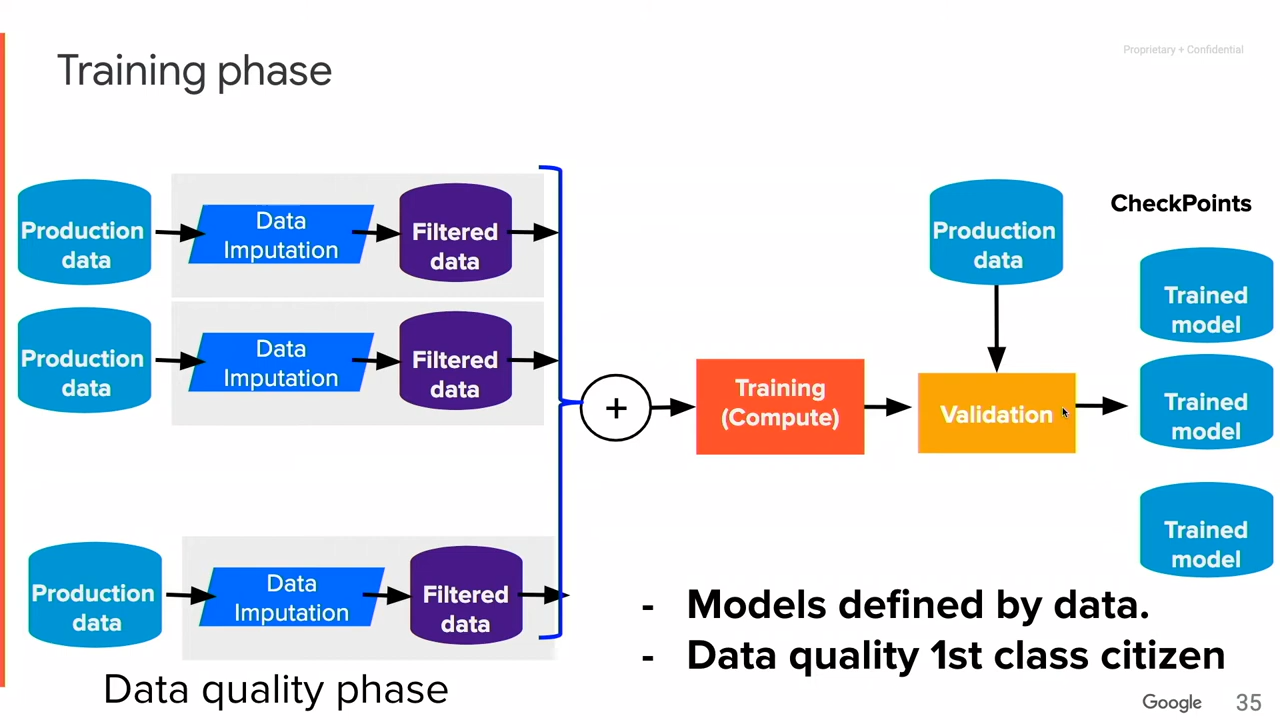 Proprietary + Confidential
Training phase
Production
data
Data
Imputation
Filtered
data
Production
data
Data
Imputation
Filtered
data
Production
data
Data
Imputation
Filtered
data
Data quality phase
+
Training
(Compute)
Production
data
Validation
CheckPoints
Trained
model
Trained
model
Trained
model
- Models defined by data.
- Data quality 1st class citizen
Google 35